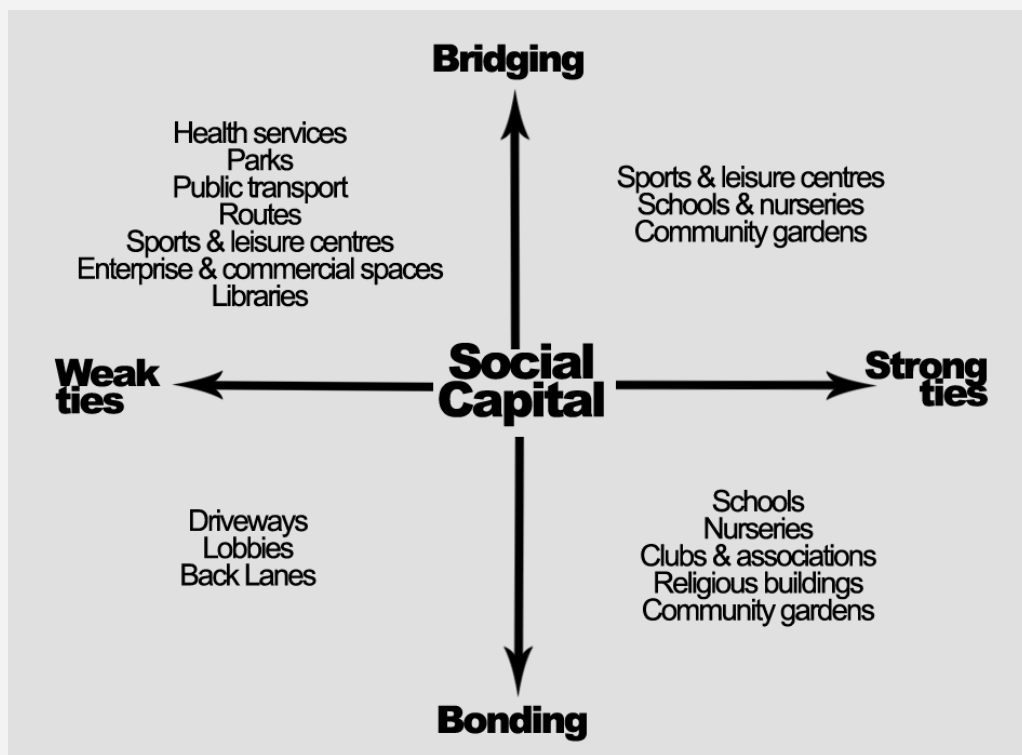 Bridging
Health services
Parks
Public transport
Routes
Sports & leisure centres
Enterprise & commercial spaces
Libraries
Sports & leisure centres
Schools & nurseries
Community gardens
Weak
ties
Social
Capital
Strong
ties
Driveways
Lobbies
Back Lanes
Schools
Nurseries
Clubs & associations
Religious buildings
Community gardens
Bonding